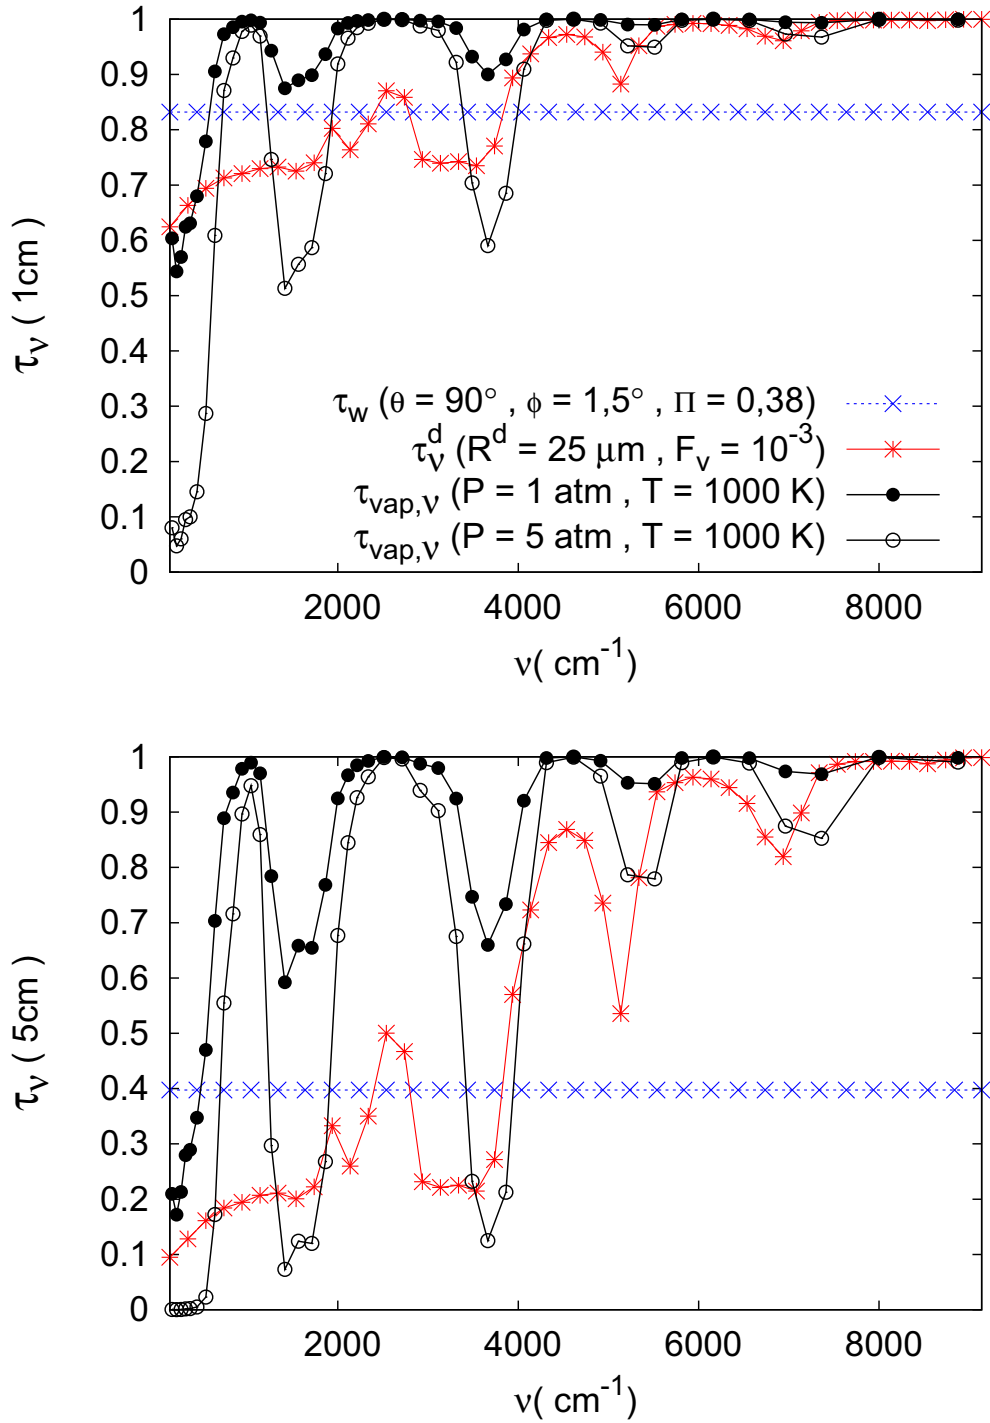 1
0.9
0.8
0.7
0.6
0.5
0.4
0.3
0.2
0.1
0
τν ( 1cm )
τw (θ = 90° , ϕ = 1,5° , Π = 0,38)
τνd (Rd = 25 μm , Fv = 10-3)
τvap,ν (P = 1 atm , T = 1000 K)
τvap,ν (P = 5 atm , T = 1000 K)
2000 4000 6000 8000
ν( cm-1)
1
0.9
0.8
0.7
0.6
0.5
0.4
0.3
0.2
0.1
0
τν ( 5cm )
2000 4000 6000 8000
ν( cm-1)